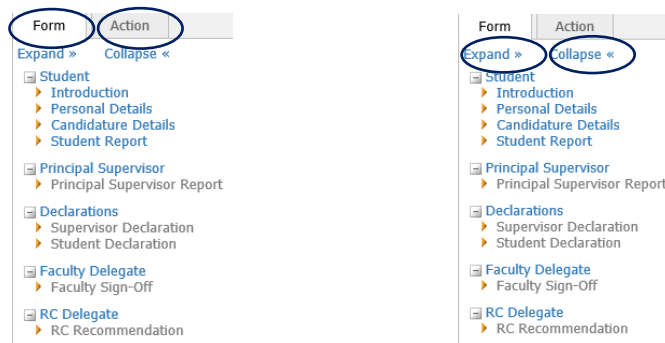 Form Action
Expand » Collapse «
Student
Introduction
Personal Details
Candidature Details
Student Report
Principal Supervisor
Principal Supervisor Report
Declarations
Supervisor Declaration
Student Declaration
Faculty Delegate
Faculty Sign-Off
RC Delegate
RC Recommendation
Form Action
Expand » Collapse «
Student
Introduction
Personal Details
Candidature Details
Student Report
Principal Supervisor
Principal Supervisor Report
Declarations
Supervisor Declaration
Student Declaration
Faculty Delegate
Faculty Sign-Off
RC Delegate
RC Recommendation